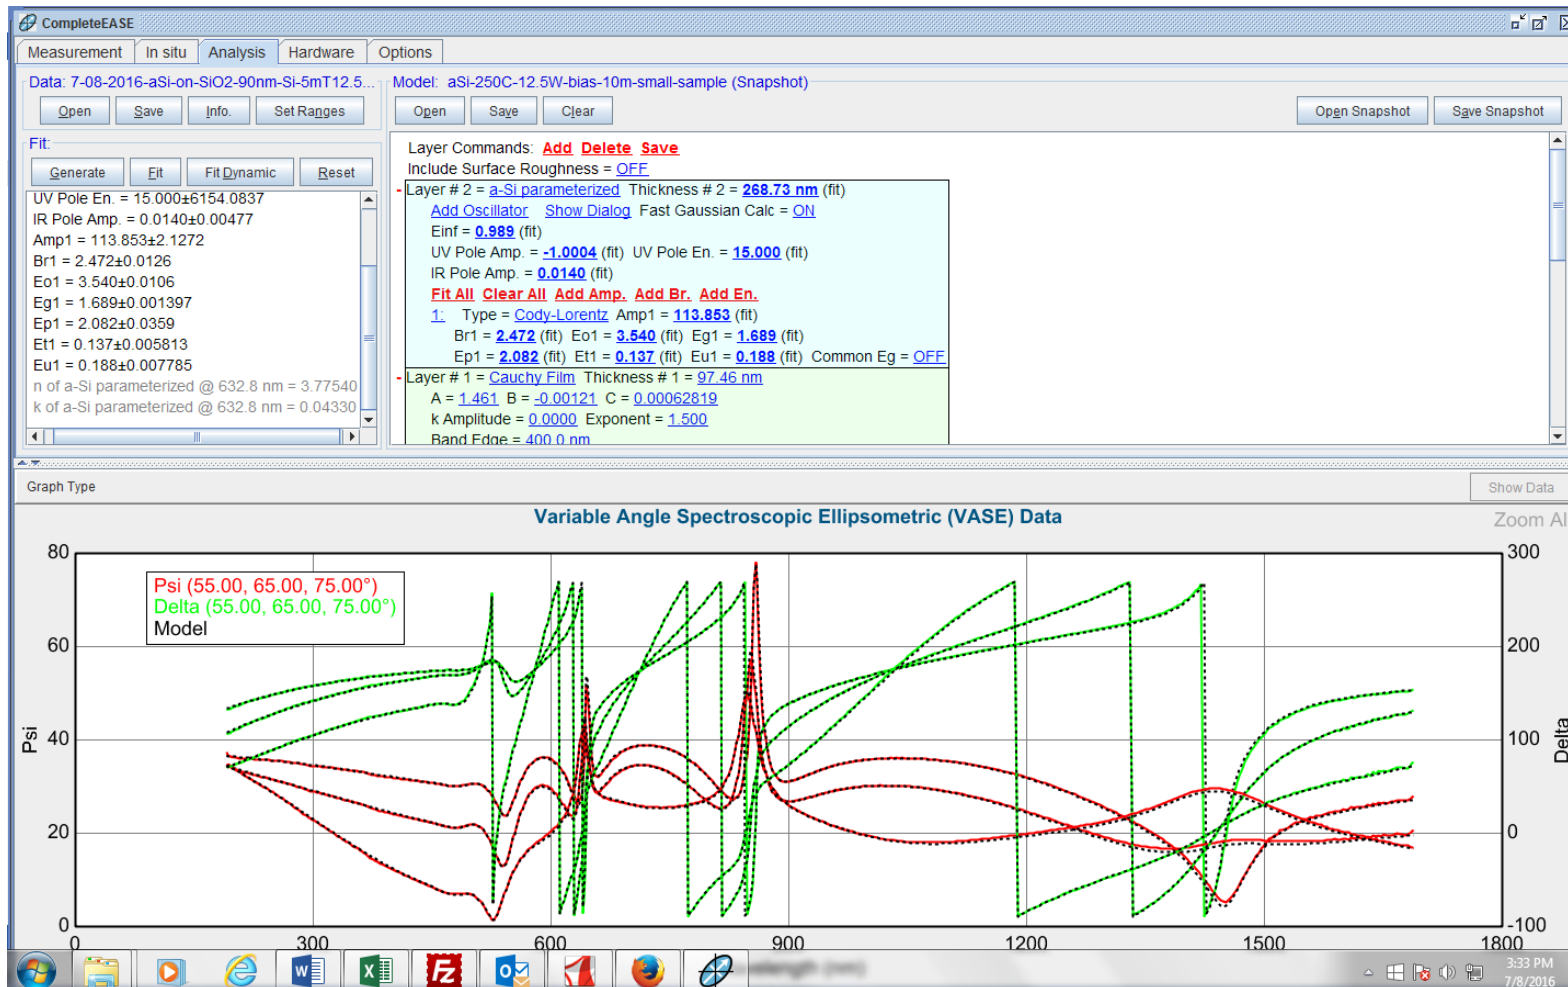 CompleteEASE
Measurement In situ Analysis Hardware Options
Data: 7-08-2016-aSi-on-SiO2-90nm-Si-5mT12.5...
Open Save Info. Set Ranges
Fit:
Generate Fit Fit Dynamic Reset
UV Pole En. = 15.000±6154.0837
IR Pole Amp. = 0.0140±0.00477
Amp1 = 113.853±2.1272
Br1 = 2.472±0.0126
Eo1 = 3.540±0.0106
Eg1 = 1.689±0.001397
Ep1 = 2.082±0.0359
Et1 = 0.137±0.005813
Eu1 = 0.188±0.007785
n of a-Si parameterized @ 632.8 nm = 3.77540
k of a-Si parameterized @ 632.8 nm = 0.04330
Model: aSi-250C-12.5W-bias-10m-small-sample (Snapshot)
Open Save Clear Open Snapshot Save Snapshot
Layer Commands: Add Delete Save
Include Surface Roughness = OFF
- Layer # 2 = a-Si parameterized Thickness # 2 = 268.73 nm (fit)
Add Oscillator Show Dialog Fast Gaussian Calc = ON
Einf = 0.989 (fit)
UV Pole Amp. = -1.0004 (fit) UV Pole En. = 15.000 (fit)
IR Pole Amp. = 0.0140 (fit)
Fit All Clear All Add Amp. Add Br. Add En.
1: Type = Cody-Lorentz Amp1 = 113.853 (fit)
Br1 = 2.472 (fit) Eo1 = 3.540 (fit) Eg1 = 1.689 (fit)
Ep1 = 2.082 (fit) Et1 = 0.137 (fit) Eu1 = 0.188 (fit) Common Eg = OFF
- Layer # 1 = Cauchy Film Thickness # 1 = 97.46 nm
A = 1.461 B = -0.00121 C = 0.00062819
k Amplitude = 0.0000 Exponent = 1.500
Band Edge = 400.0 nm
Graph Type Show Data
Variable Angle Spectroscopic Ellipsometric (VASE) Data
Zoom Al
Psi (55.00, 65.00, 75.00°)
Delta (55.00, 65.00, 75.00°)
Model
80
60
40
20
0
Psi
300
200
100
0
-100
Delta
0 300 600 900 1200 1500 1800
velength (nm)
3:33 PM
7/8/2016